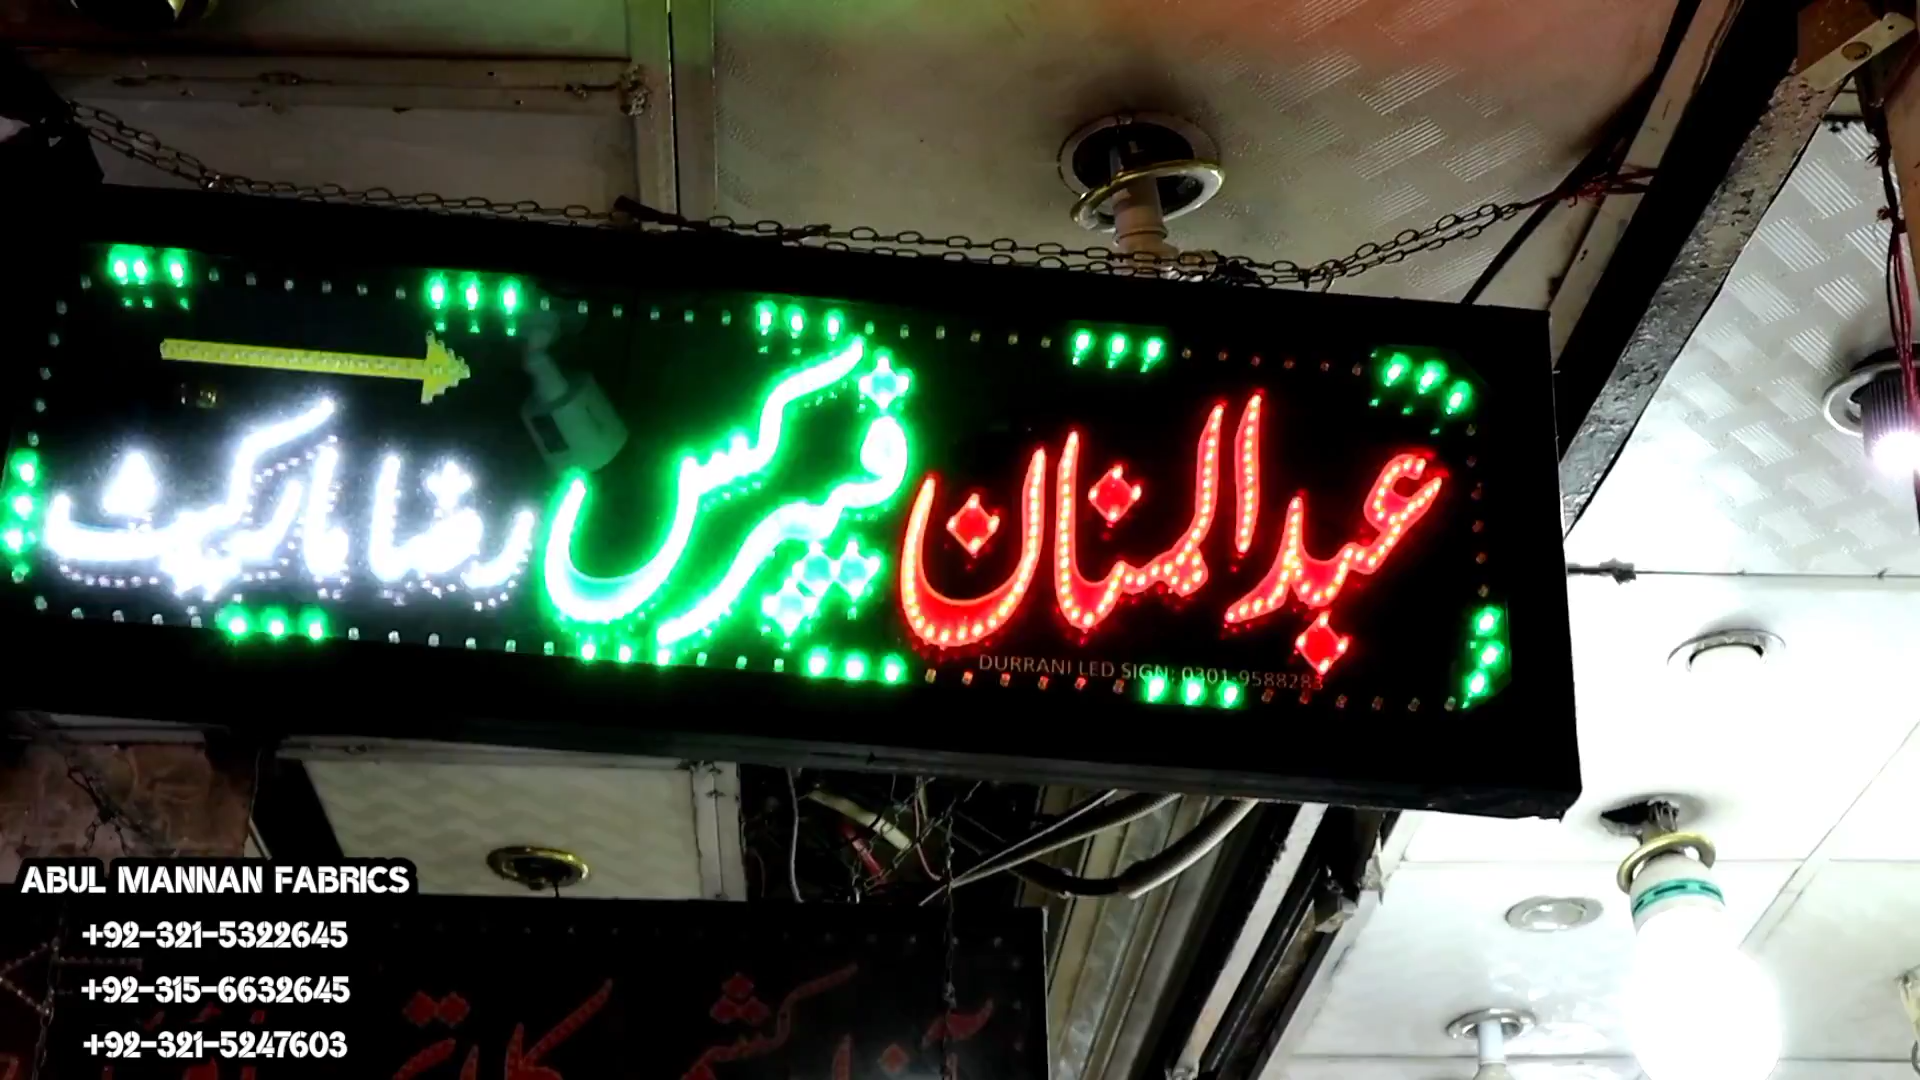 عبدالمنان فیبرکس رضا مارکیٹ
DURRANI LED SIGN: 0301-9588283
ABUL MANNAN FABRICS
+92-321-5322645
+92-315-6632645
+92-321-5247603